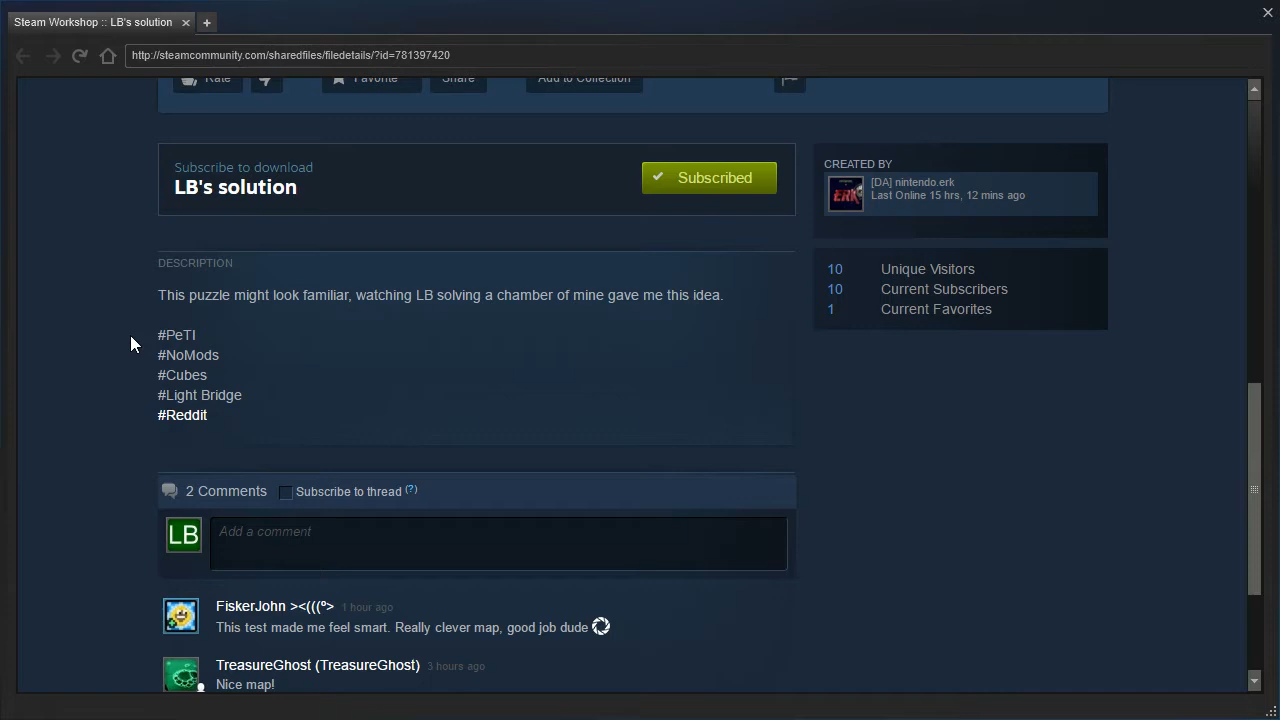 Steam Workshop :: LB's solution
http://steamcommunity.com/sharedfiles/filedetails/?id=781397420
Rate
Favorite
Share
Add to Collection
Subscribe to download
LB's solution
Subscribed
CREATED BY
[DA] nintendo.erk
Last Online 15 hrs, 12 mins ago
10 Unique Visitors
10 Current Subscribers
1 Current Favorites
DESCRIPTION
This puzzle might look familiar, watching LB solving a chamber of mine gave me this idea.
#PeTI
#NoMods
#Cubes
#Light Bridge
#Reddit
2 Comments Subscribe to thread (?)
LB
Add a comment
FiskerJohn ><(((º> 1 hour ago
This test made me feel smart. Really clever map, good job dude
TreasureGhost (TreasureGhost) 3 hours ago
Nice map!